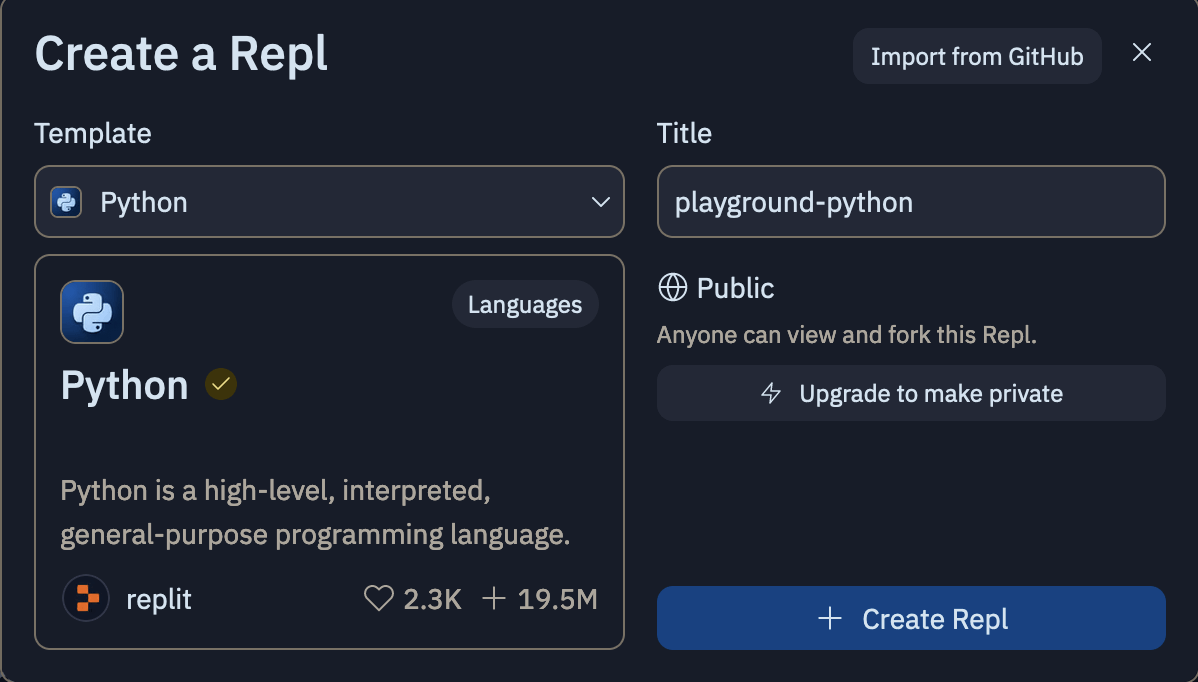 Create a Repl
Import from GitHub
Template
Python
Languages
Python
Python is a high-level, interpreted,
general-purpose programming language.
replit
2.3K
19.5M
Title
playground-python
Public
Anyone can view and fork this Repl.
Upgrade to make private
Create Repl